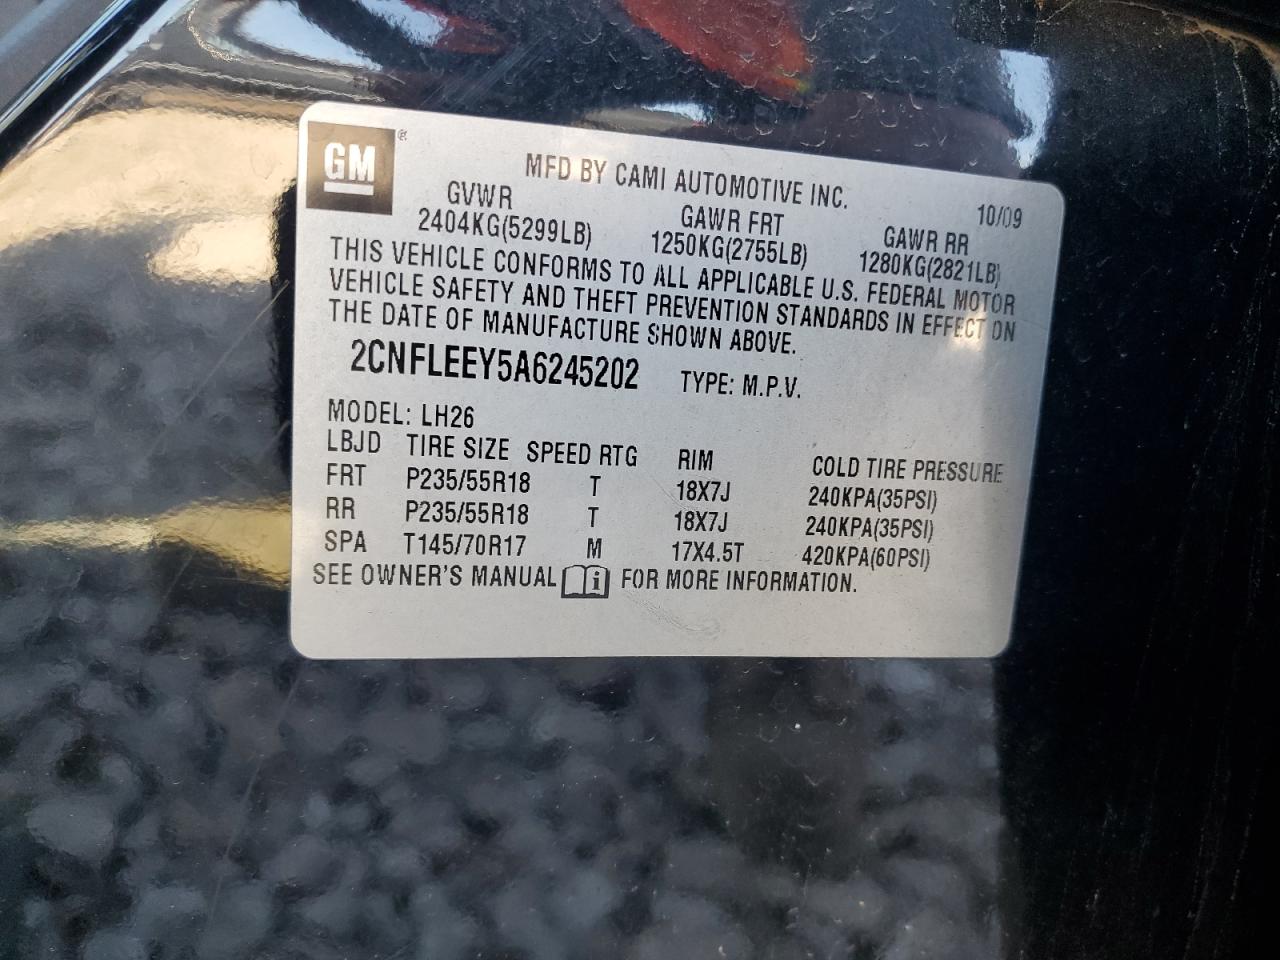 GM ®
MFD BY CAMI AUTOMOTIVE INC.
10/09
GVWR GAWR FRT GAWR RR
2404KG(5299LB) 1250KG(2755LB) 1280KG(2821LB)
THIS VEHICLE CONFORMS TO ALL APPLICABLE U.S. FEDERAL MOTOR
VEHICLE SAFETY AND THEFT PREVENTION STANDARDS IN EFFECT ON
THE DATE OF MANUFACTURE SHOWN ABOVE.
2CNFLEEY5A6245202 TYPE: M.P.V.
MODEL: LH26
LBJD TIRE SIZE SPEED RTG RIM COLD TIRE PRESSURE
FRT P235/55R18 T 18X7J 240KPA(35PSI)
RR P235/55R18 T 18X7J 240KPA(35PSI)
SPA T145/70R17 M 17X4.5T 420KPA(60PSI)
SEE OWNER'S MANUAL i FOR MORE INFORMATION.